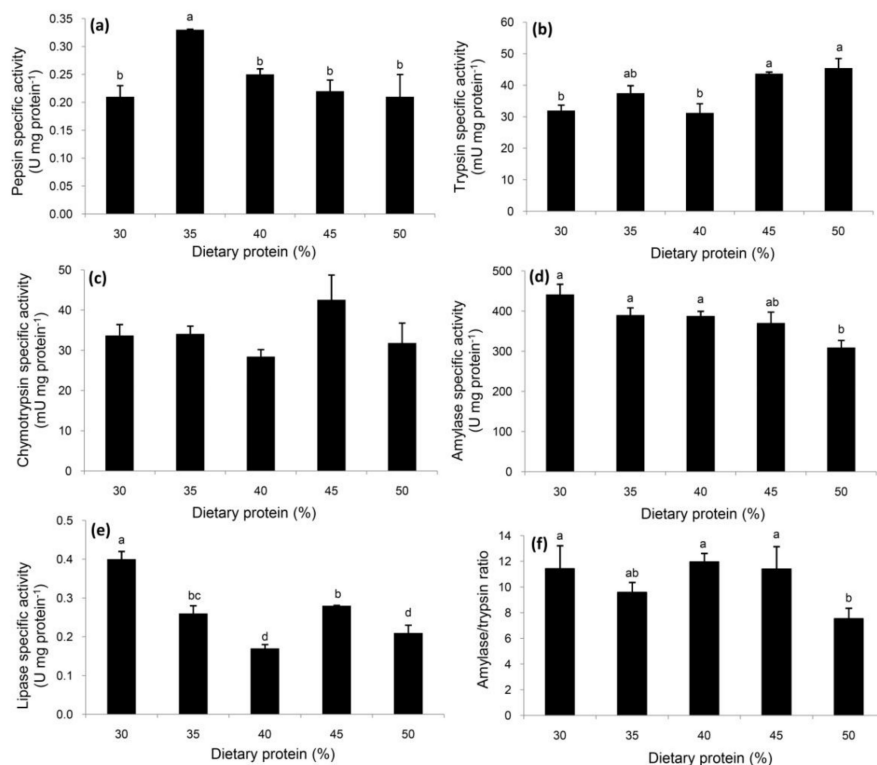 (a)
Pepsin specific activity
(U mg protein⁻¹)
0.35
0.30
0.25
0.20
0.15
0.10
0.05
0.00
b
a
b
b
b
30 35 40 45 50
Dietary protein (%)
(b)
Trypsin specific activity
(mU mg protein⁻¹)
60
50
40
30
20
10
0
b
ab
b
a
a
30 35 40 45 50
Dietary protein (%)
(c)
Chymotrypsin specific activity
(mU mg protein⁻¹)
50
40
30
20
10
0
30 35 40 45 50
Dietary protein (%)
(d)
Amylase specific activity
(U mg protein⁻¹)
500
400
300
200
100
0
a
a
a
ab
b
30 35 40 45 50
Dietary protein (%)
(e)
Lipase specific activity
(U mg protein⁻¹)
0.5
0.4
0.3
0.2
0.1
0.0
a
bc
d
b
d
30 35 40 45 50
Dietary protein (%)
(f)
Amylase/trypsin ratio
14
12
10
8
6
4
2
0
a
ab
a
a
b
30 35 40 45 50
Dietary protein (%)